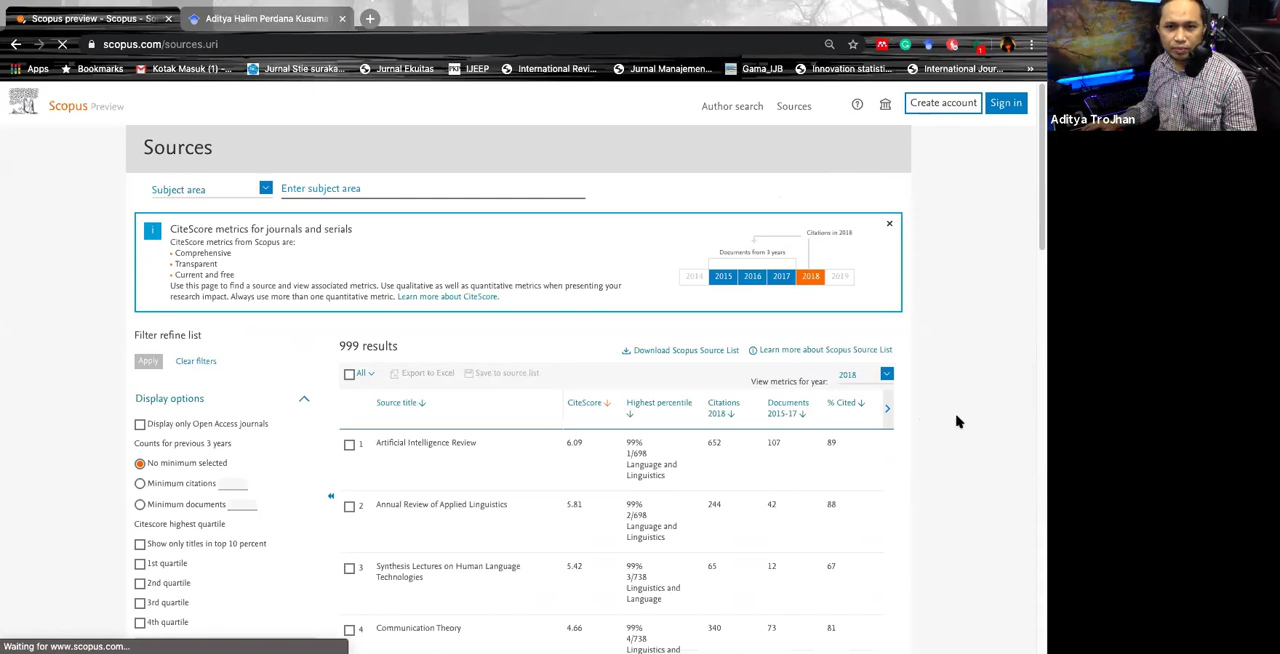 Scopus preview - Scopus - So
Aditya Halim Perdana Kusuma
scopus.com/sources.uri
Apps
Bookmarks
Kotak Masuk (1) -...
Jurnal Stie suraka...
Jurnal Ekuitas
IJEEP
International Revi...
Jurnal Manajemen...
Gama_IJB
Innovation statisti...
International Jour...
»
Scopus Preview
Author search
Sources
Create account
Sign in
Aditya TroJhan
Sources
Subject area
Enter subject area
CiteScore metrics for journals and serials
CiteScore metrics from Scopus are:
Comprehensive
Transparent
Current and free
Use this page to find a source and view associated metrics. Use qualitative as well as quantitative metrics when presenting your
research impact. Always use more than one quantitative metric. Learn more about CiteScore.
Citations in 2018
Documents from 3 years
2014 2015 2016 2017 2018 2019
Filter refine list
Apply
Clear filters
Display options
Display only Open Access journals
Counts for previous 3 years
No minimum selected
Minimum citations
Minimum documents
Citescore highest quartile
Show only titles in top 10 percent
1st quartile
2nd quartile
3rd quartile
4th quartile
999 results
Download Scopus Source List
Learn more about Scopus Source List
All
Export to Excel
Save to source list
View metrics for year:
2018
Source title
CiteScore
Highest percentile
Citations
2018
Documents
2015-17
% Cited
1 Artificial Intelligence Review 6.09 99% 652 107 89
1/698
Language and
Linguistics
2 Annual Review of Applied Linguistics 5.81 99% 244 42 88
2/698
Language and
Linguistics
3 Synthesis Lectures on Human Language 5.42 99% 65 12 67
Technologies
3/738
Linguistics and
Language
4 Communication Theory 4.66 99% 340 73 81
4/738
Linguistics and
Waiting for www.scopus.com...